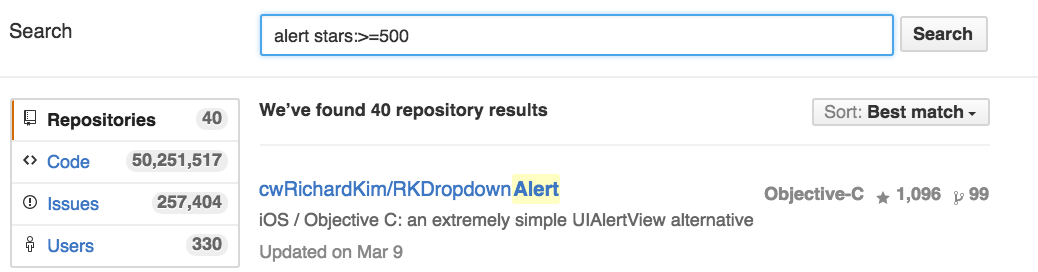 Search
alert stars:>=500
Search
Repositories 40
Code 50,251,517
Issues 257,404
Users 330
We've found 40 repository results
Sort: Best match
cwRichardKim/RKDropdownAlert
Objective-C 1,096 99
iOS / Objective C: an extremely simple UIAlertView alternative
Updated on Mar 9